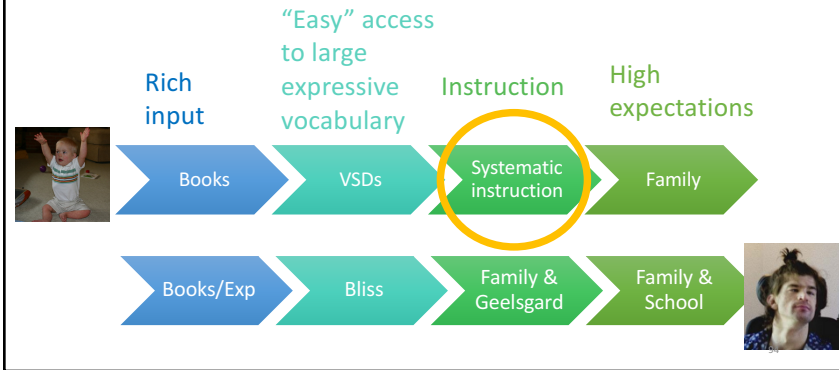 Rich
input
“Easy” access
to large
expressive
vocabulary
Instruction
High
expectations
Books
VSDs
Systematic
instruction
Family
Books/Exp
Bliss
Family &
Geelsgard
Family &
School